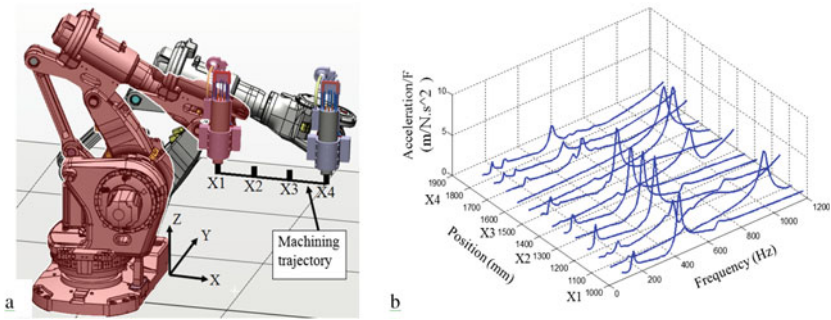 X1
X2
X3
X4
Z
Y
X
Machining
trajectory
a
Acceleration/F
(m/N.s^2 )
10
5
0
1900
X4 1800
1700
1600
X3 1500
1400
X2 1300
1200
1100
X1 1000
Position (mm)
0
200
400
600
800
1000
1200
Frequency (Hz)
b